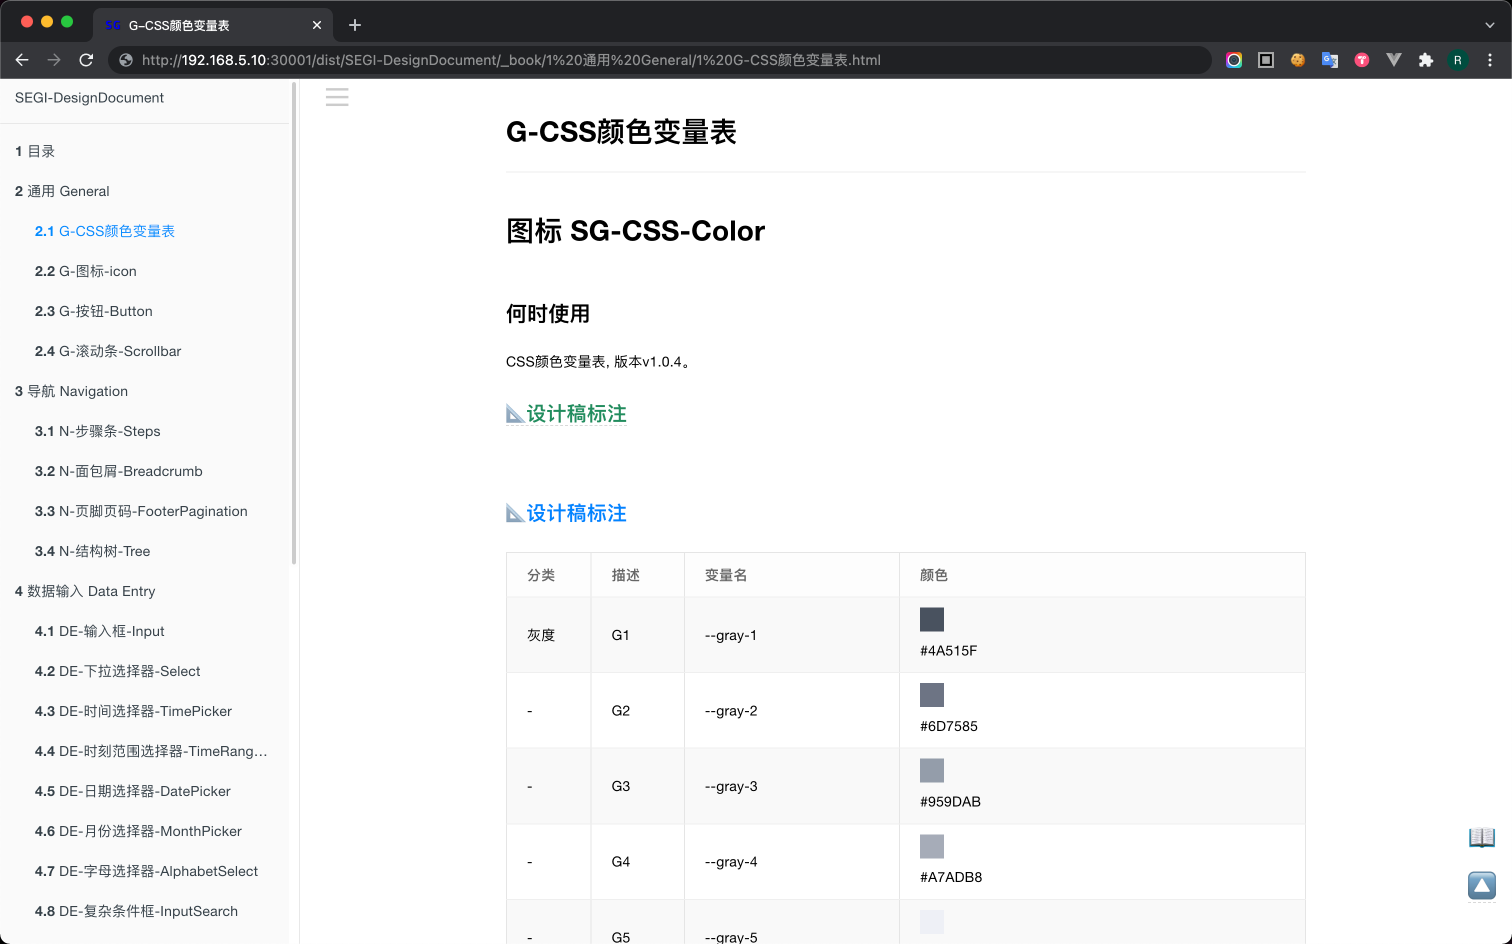 SG G-CSS颜色变量表
http://192.168.5.10:30001/dist/SEGI-DesignDocument/_book/1%20通用%20General/1%20G-CSS颜色变量表.html
R
SEGI-DesignDocument
1 目录
2 通用 General
2.1 G-CSS颜色变量表
2.2 G-图标-icon
2.3 G-按钮-Button
2.4 G-滚动条-Scrollbar
3 导航 Navigation
3.1 N-步骤条-Steps
3.2 N-面包屑-Breadcrumb
3.3 N-页脚页码-FooterPagination
3.4 N-结构树-Tree
4 数据输入 Data Entry
4.1 DE-输入框-Input
4.2 DE-下拉选择器-Select
4.3 DE-时间选择器-TimePicker
4.4 DE-时刻范围选择器-TimeRang...
4.5 DE-日期选择器-DatePicker
4.6 DE-月份选择器-MonthPicker
4.7 DE-字母选择器-AlphabetSelect
4.8 DE-复杂条件框-InputSearch
G-CSS颜色变量表
图标 SG-CSS-Color
何时使用
CSS颜色变量表, 版本v1.0.4。
📐设计稿标注
📐设计稿标注
分类 描述 变量名 颜色
灰度 G1 --gray-1 #4A515F
- G2 --gray-2 #6D7585
- G3 --gray-3 #959DAB
- G4 --gray-4 #A7ADB8
- G5 --gray-5